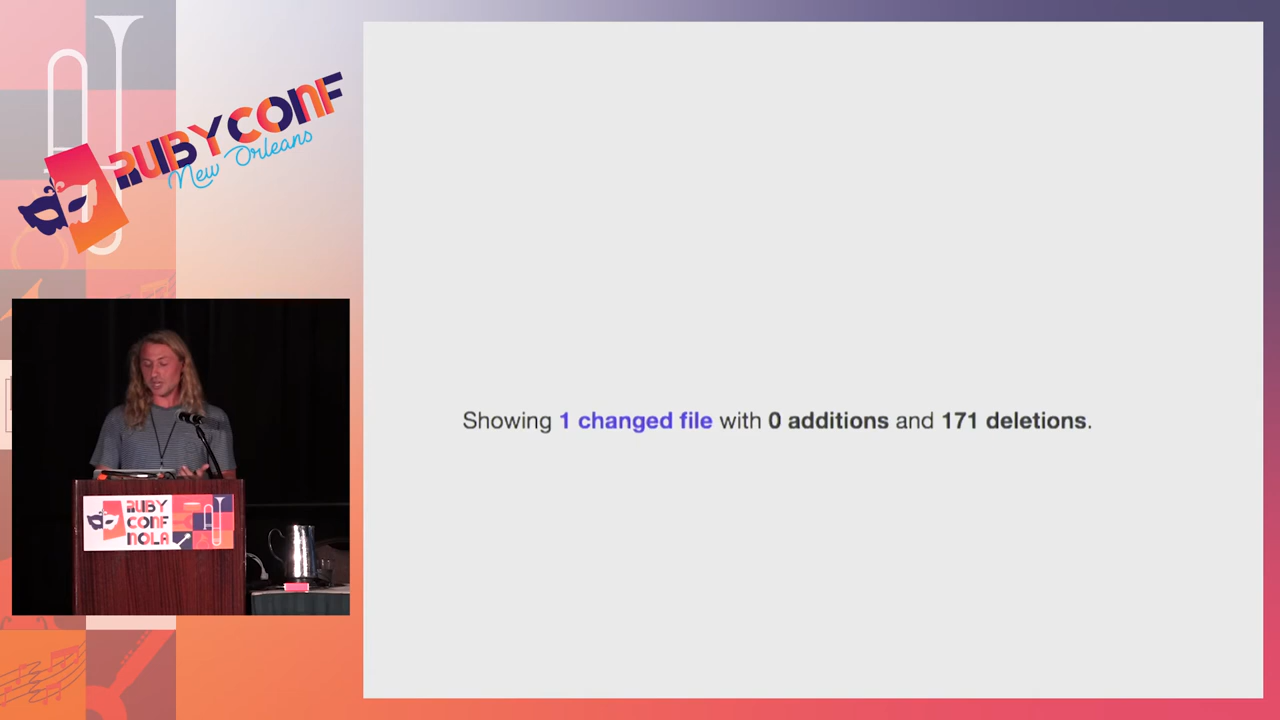 RUBYCONF
New Orleans
Showing 1 changed file with 0 additions and 171 deletions.
RUBY
CONF
NOLA